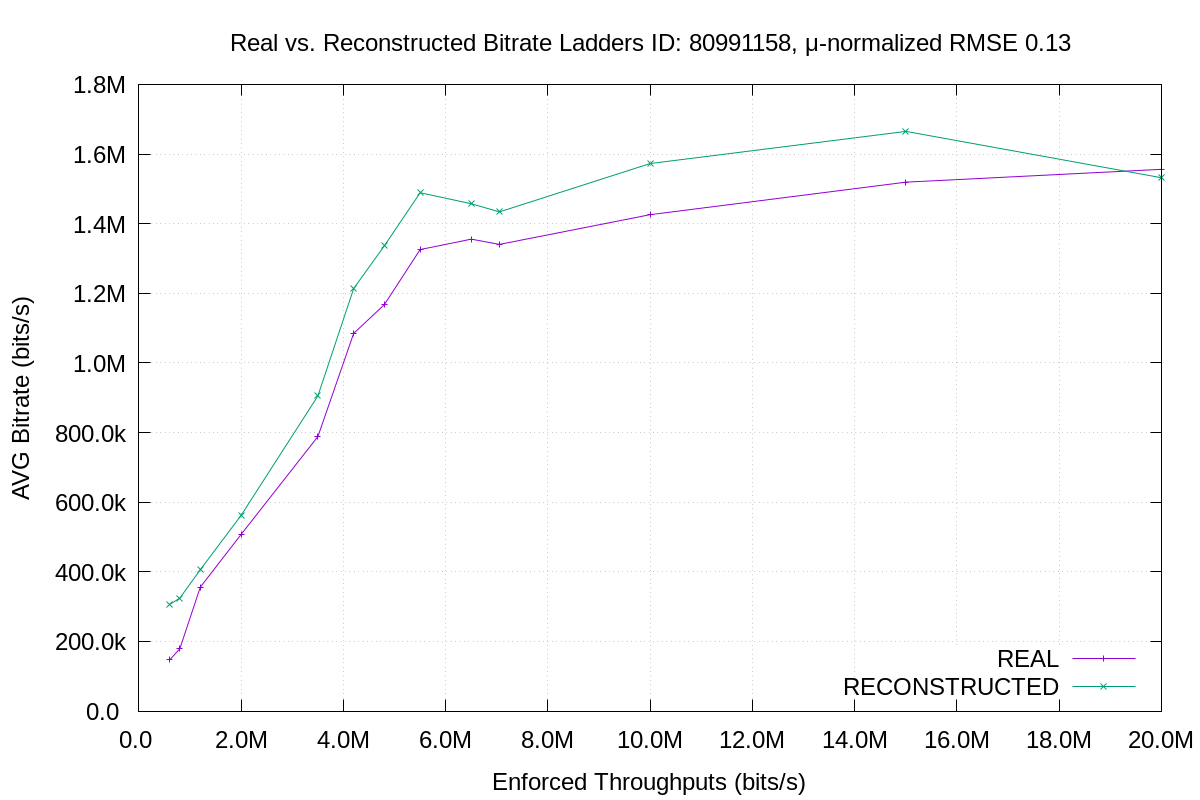 Real vs. Reconstructed Bitrate Ladders ID: 80991158, μ-normalized RMSE 0.13
1.8M
1.6M
1.4M
1.2M
1.0M
800.0k
600.0k
400.0k
200.0k
0.0
AVG Bitrate (bits/s)
REAL
RECONSTRUCTED
0.0 2.0M 4.0M 6.0M 8.0M 10.0M 12.0M 14.0M 16.0M 18.0M 20.0M
Enforced Throughputs (bits/s)